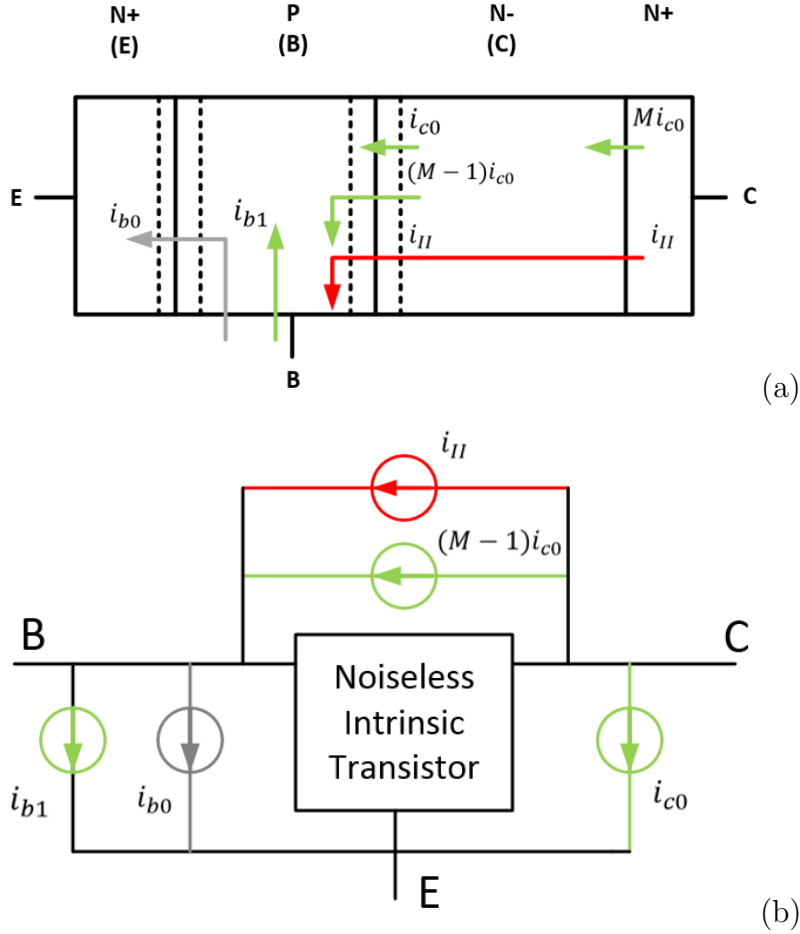 N+ P N- N+
(E) (B) (C)
i_{c0} Mi_{c0}
(M − 1)i_{c0}
E i_{b0} i_{b1} i_{II} i_{II} C
B
(a)
i_{II}
(M − 1)i_{c0}
B C
Noiseless
Intrinsic
Transistor
i_{b1} i_{b0} i_{c0}
E
(b)